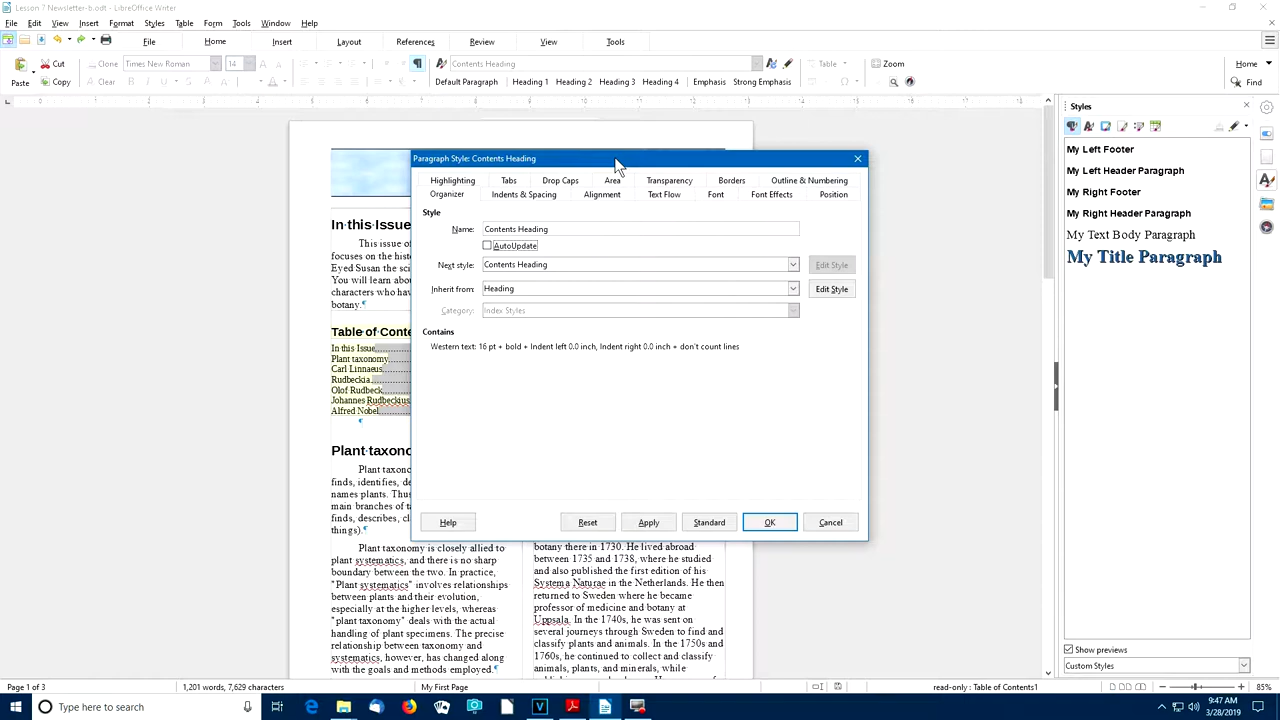 Lesson 7 Newsletter-b.odt - LibreOffice Writer
File Edit View Insert Format Styles Table Form Tools Window Help
File Home Insert Layout References Review View Tools
Cut Clone Times New Roman 14 Contents Heading Table Zoom Home
Paste Copy Clear Default Paragraph Heading 1 Heading 2 Heading 3 Heading 4 Emphasis Strong Emphasis Find
Styles
My Left Footer
My Left Header Paragraph
My Right Footer
My Right Header Paragraph
My Text Body Paragraph
My Title Paragraph
Show previews
Custom Styles
Paragraph Style: Contents Heading
Highlighting Tabs Drop Caps Area Transparency Borders Outline & Numbering
Organizer Indents & Spacing Alignment Text Flow Font Font Effects Position
Style
Name: Contents Heading
AutoUpdate
Next style: Contents Heading Edit Style
Inherit from: Heading Edit Style
Category: Index Styles
Contains
Western text: 16 pt + bold + Indent left 0.0 inch, Indent right 0.0 inch + don't count lines
Help Reset Apply Standard OK Cancel
In this Issue
This issue of
focuses on the histo
Eyed Susan the sci
You will learn abou
characters who hav
botany.
Table of Conte
In this Issue
Plant taxonomy
Carl Linnaeus
Rudbeckia
Olof Rudbeck
Johannes Rudbeckius
Alfred Nobel
Plant taxono
Plant taxono
finds, identifies, de
names plants. Thus
main branches of ta
finds, describes, cl
things).
Plant taxonomy is closely allied to
plant systematics, and there is no sharp
boundary between the two. In practice,
"Plant systematics" involves relationships
between plants and their evolution,
especially at the higher levels, whereas
"plant taxonomy" deals with the actual
handling of plant specimens. The precise
relationship between taxonomy and
systematics, however, has changed along
with the goals and methods employed.
botany there in 1730. He lived abroad
between 1735 and 1738, where he studied
and also published the first edition of his
Systema Naturae in the Netherlands. He then
returned to Sweden where he became
professor of medicine and botany at
Uppsala. In the 1740s, he was sent on
several journeys through Sweden to find and
classify plants and animals. In the 1750s and
1760s, he continued to collect and classify
animals, plants, and minerals, while
Page 1 of 3 1,201 words, 7,629 characters My First Page read-only : Table of Contents1 85%
Type here to search 9:47 AM
3/28/2019